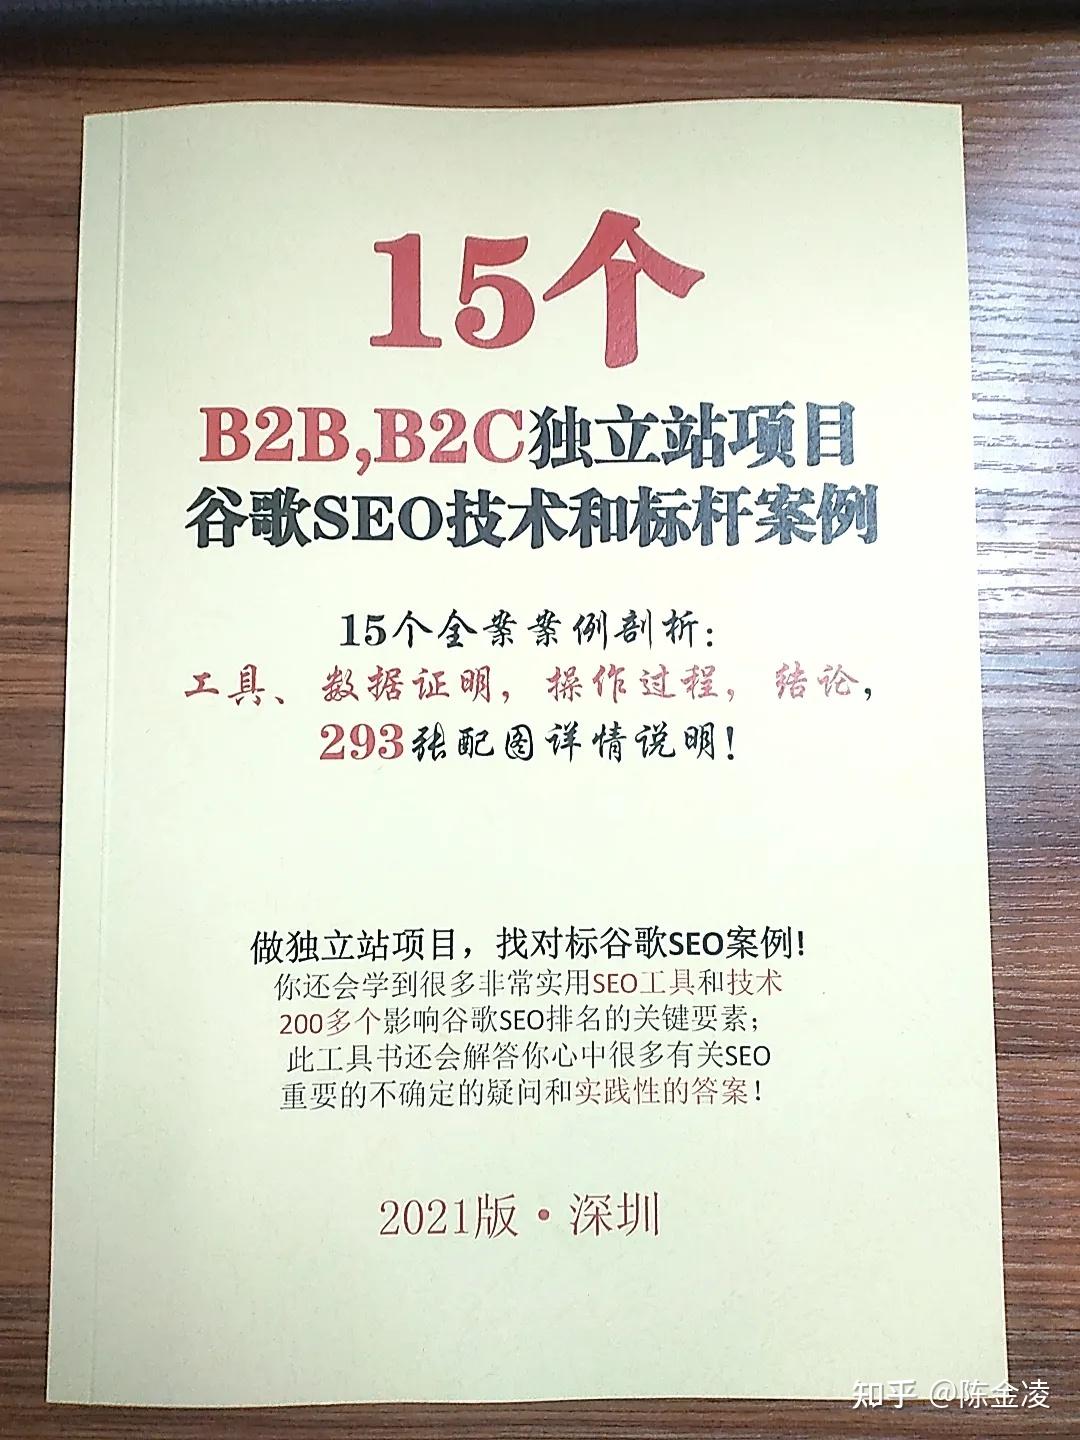 15个
B2B,B2C独立站项目
谷歌SEO技术和标杆案例
15个全案案例剖析：
工具、数据证明，操作过程，结论，
293张配图详情说明！
做独立站项目，找对标谷歌SEO案例！
你还会学到很多非常实用SEO工具和技术
200多个影响谷歌SEO排名的关键要素；
此工具书还会解答你心中很多有关SEO
重要的不确定的疑问和实践性的答案！
2021版·深圳
知乎 @陈金凌